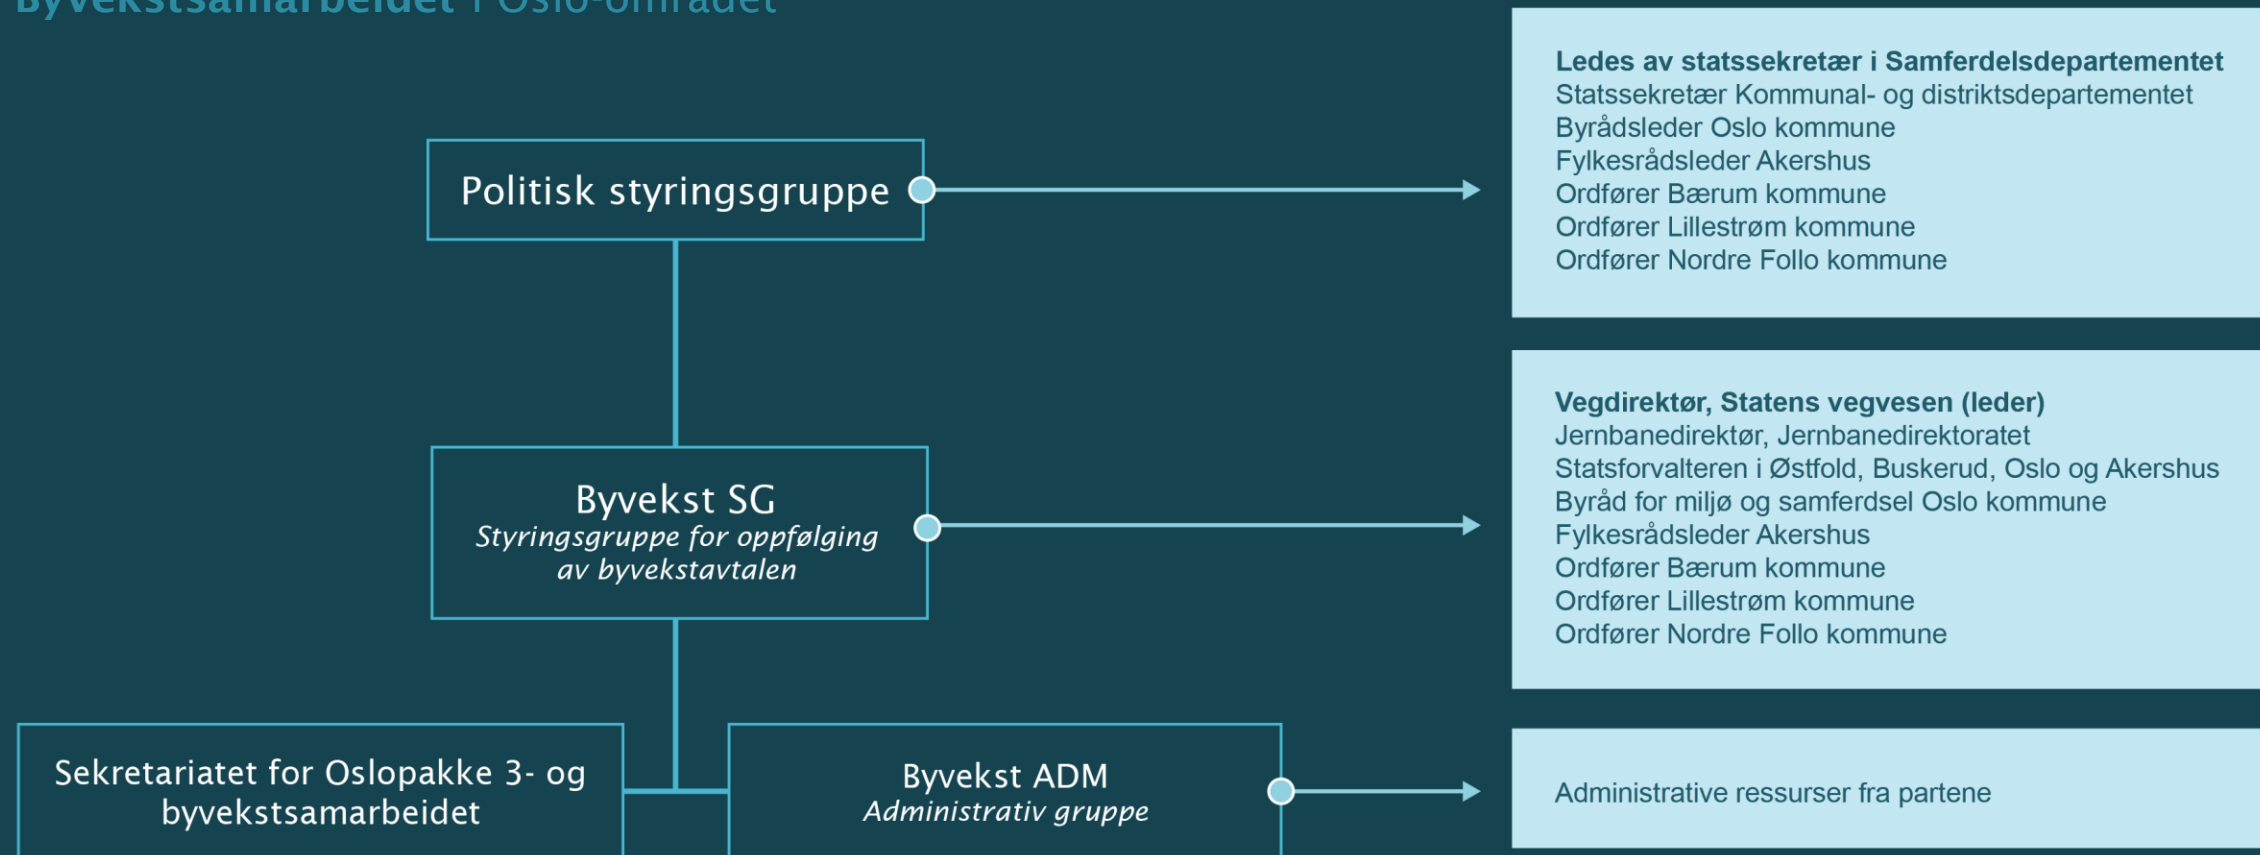 Byvekstsamarbeidet i Oslo-området
Politisk styringsgruppe
Ledes av statssekretær i Samferdelsdepartementet
Statssekretær Kommunal- og distriktsdepartementet
Byrådsleder Oslo kommune
Fylkesrådsleder Akershus
Ordfører Bærum kommune
Ordfører Lillestrøm kommune
Ordfører Nordre Follo kommune
Byvekst SG
Styringsgruppe for oppfølging
av byvekstavtalen
Vegdirektør, Statens vegvesen (leder)
Jernbanedirektør, Jernbanedirektoratet
Statsforvalteren i Østfold, Buskerud, Oslo og Akershus
Byråd for miljø og samferdsel Oslo kommune
Fylkesrådsleder Akershus
Ordfører Bærum kommune
Ordfører Lillestrøm kommune
Ordfører Nordre Follo kommune
Sekretariatet for Oslopakke 3- og
byvekstsamarbeidet
Byvekst ADM
Administrativ gruppe
Administrative ressurser fra partene